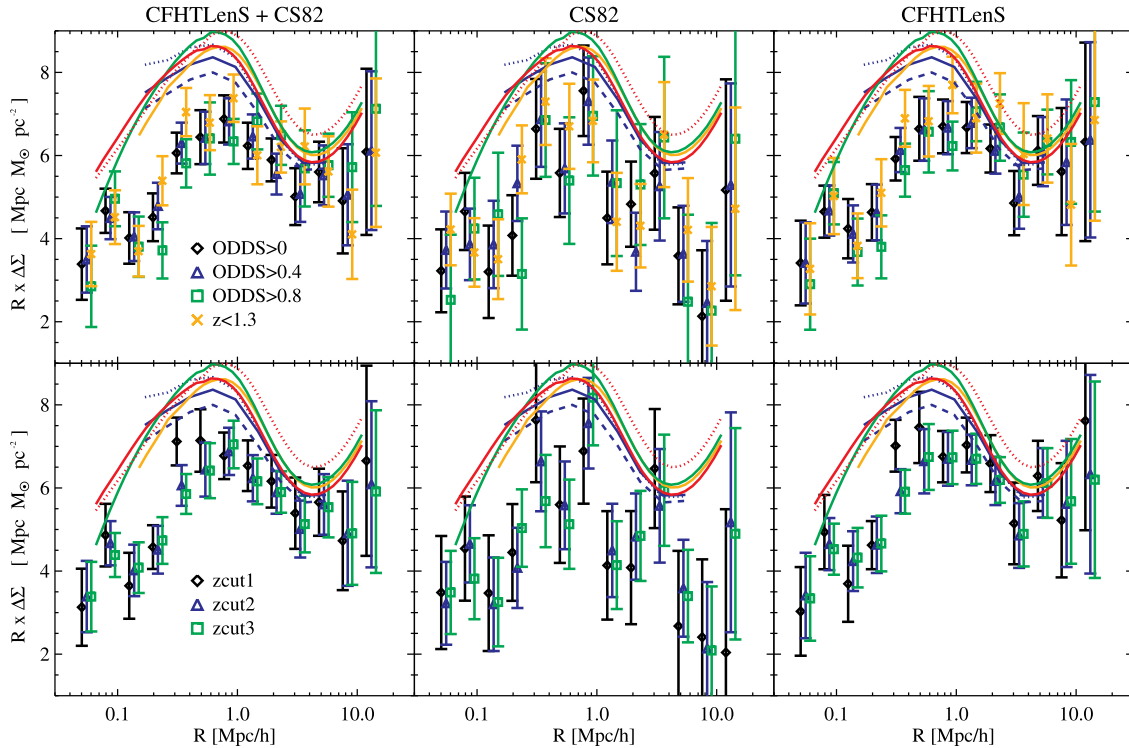 CFHTLenS + CS82
CS82
CFHTLenS
R x ΔΣ [ Mpc M⊙ pc⁻² ]
8
6
4
2
ODDS>0
ODDS>0.4
ODDS>0.8
z<1.3
R x ΔΣ [ Mpc M⊙ pc⁻² ]
8
6
4
2
zcut1
zcut2
zcut3
0.1 1.0 10.0
0.1 1.0 10.0
0.1 1.0 10.0
R [Mpc/h]
R [Mpc/h]
R [Mpc/h]